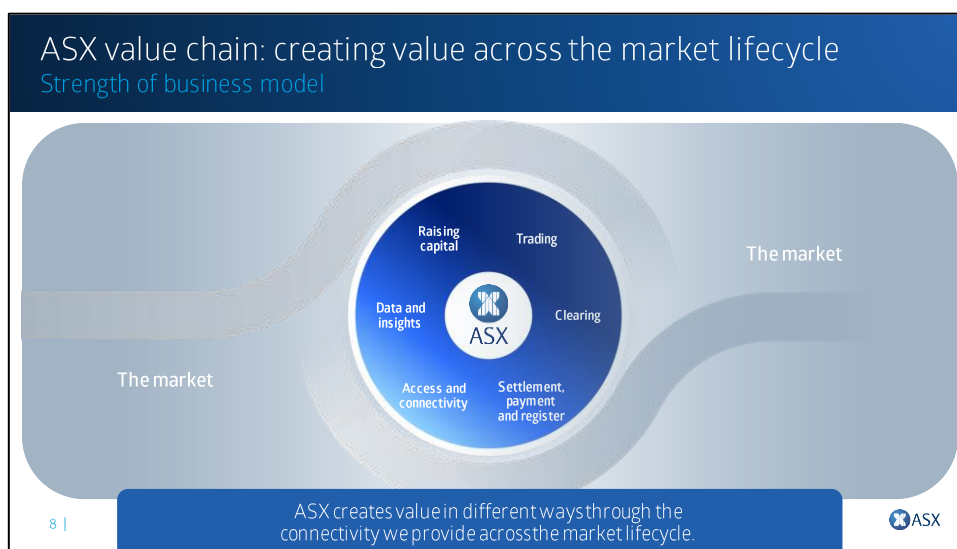 ASX value chain: creating value across the market lifecycle
Strength of business model
Raising
capital
Trading
The market
Data and
insights
ASX
Clearing
The market
Access and
connectivity
Settlement,
payment
and register
ASX creates value in different ways through the
connectivity we provide across the market lifecycle.
8 |
ASX